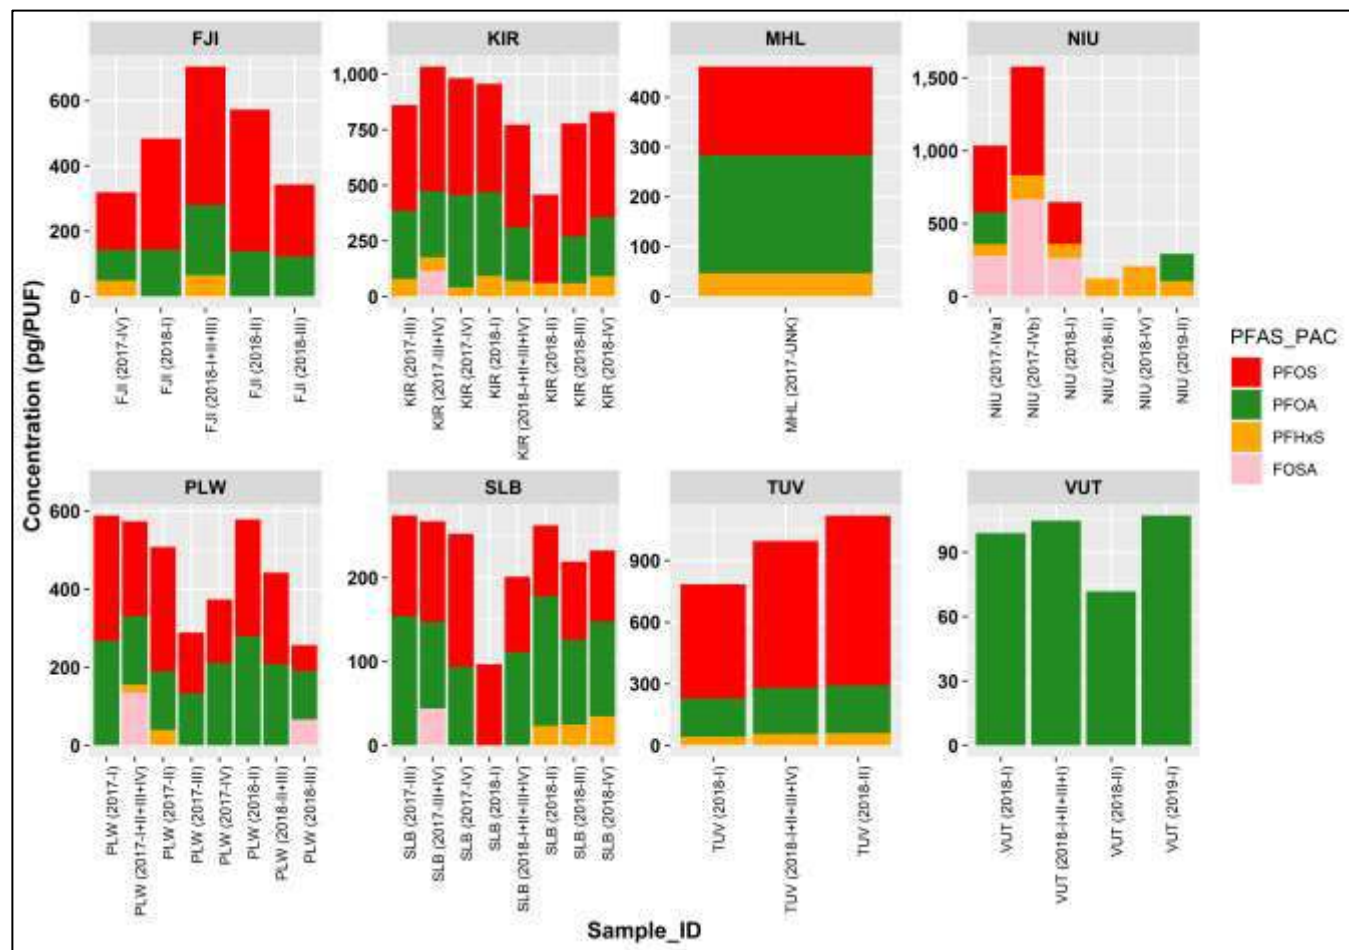 FJI
KIR
MHL
NIU
600
400
200
0
1,000
750
500
250
0
400
300
200
100
0
1,500
1,000
500
0
FJI (2017-IV)
FJI (2018-I)
FJI (2018-I+II+III)
FJI (2018-II)
FJI (2018-III)
KIR (2017-III)
KIR (2017-III+IV)
KIR (2017-IV)
KIR (2018-I)
KIR (2018-I+II+III+IV)
KIR (2018-II)
KIR (2018-III)
KIR (2018-IV)
MHL (2017-UNK)
NIU (2017-IVa)
NIU (2017-IVb)
NIU (2018-I)
NIU (2018-II)
NIU (2018-IV)
NIU (2019-II)
Concentration (pg/PUF)
PFAS_PAC
PFOS
PFOA
PFHxS
FOSA
PLW
SLB
TUV
VUT
600
400
200
0
200
100
0
900
600
300
0
90
60
30
0
PLW (2017-I)
PLW (2017-I+II+III+IV)
PLW (2017-II)
PLW (2017-III)
PLW (2017-IV)
PLW (2018-II)
PLW (2018-II+III)
PLW (2018-III)
SLB (2017-III)
SLB (2017-III+IV)
SLB (2017-IV)
SLB (2018-I)
SLB (2018-I+II+III+IV)
SLB (2018-II)
SLB (2018-III)
SLB (2018-IV)
TUV (2018-I)
TUV (2018-I+II+III+IV)
TUV (2018-II)
VUT (2018-I)
VUT (2018-I+II+III+I)
VUT (2018-II)
VUT (2019-I)
Sample_ID